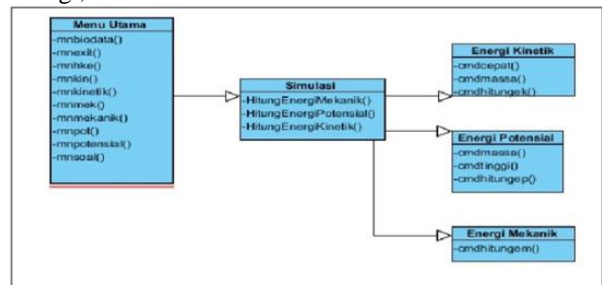 Menu Utama
-mnbiodata()
-mnexit()
-mnhke()
-mnkin()
-mnkinetik()
-mnmek()
-mnmekanik()
-mnpot()
-mnpotensial()
-mnsoal()
Simulasi
-HitungEnergiMekanik()
-HitungEnergiPotensial()
-HitungEnergiKinetik()
Energi Kinetik
-cmdcepat()
-cmdmassa()
-cmdhitungek()
Energi Potensial
-cmdmassa()
-cmdtinggi()
-cmdhitungep()
Energi Mekanik
-cmdhitungem()